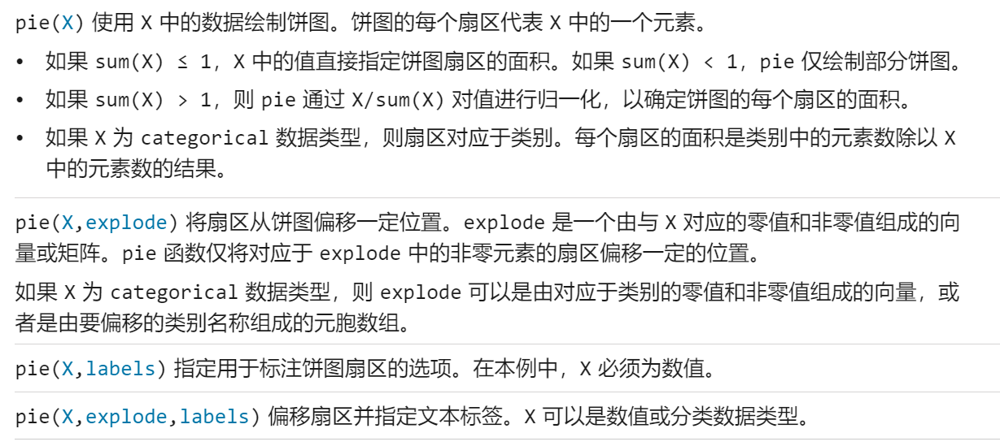 pie(X) 使用 X 中的数据绘制饼图。饼图的每个扇区代表 X 中的一个元素。
• 如果 sum(X) ≤ 1，X 中的值直接指定饼图扇区的面积。如果 sum(X) < 1，pie 仅绘制部分饼图。
• 如果 sum(X) > 1，则 pie 通过 X/sum(X) 对值进行归一化，以确定饼图的每个扇区的面积。
• 如果 X 为 categorical 数据类型，则扇区对应于类别。每个扇区的面积是类别中的元素数除以 X
中的元素数的结果。
pie(X,explode) 将扇区从饼图偏移一定位置。explode 是一个由与 X 对应的零值和非零值组成的向
量或矩阵。pie 函数仅将对应于 explode 中的非零元素的扇区偏移一定的位置。
如果 X 为 categorical 数据类型，则 explode 可以是由对应于类别的零值和非零值组成的向量，或
者是由要偏移的类别名称组成的元胞数组。
pie(X,labels) 指定用于标注饼图扇区的选项。在本例中，X 必须为数值。
pie(X,explode,labels) 偏移扇区并指定文本标签。X 可以是数值或分类数据类型。